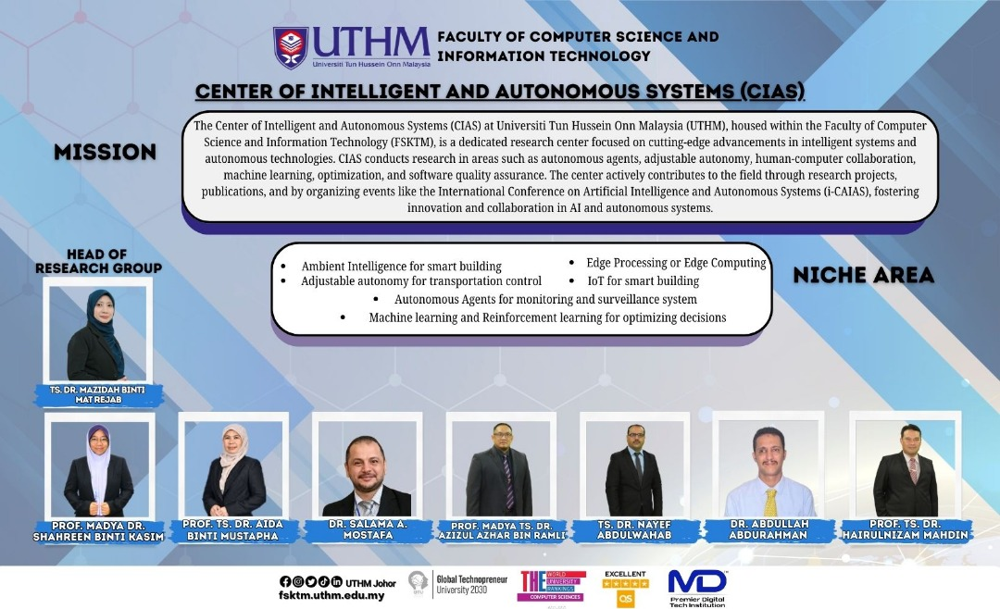 UTHM
Universiti Tun Hussein Onn Malaysia
FACULTY OF COMPUTER SCIENCE AND
INFORMATION TECHNOLOGY
CENTER OF INTELLIGENT AND AUTONOMOUS SYSTEMS (CIAS)
MISSION
The Center of Intelligent and Autonomous Systems (CIAS) at Universiti Tun Hussein Onn Malaysia (UTHM), housed within the Faculty of Computer
Science and Information Technology (FSKTM), is a dedicated research center focused on cutting-edge advancements in intelligent systems and
autonomous technologies. CIAS conducts research in areas such as autonomous agents, adjustable autonomy, human-computer collaboration,
machine learning, optimization, and software quality assurance. The center actively contributes to the field through research projects,
publications, and by organizing events like the International Conference on Artificial Intelligence and Autonomous Systems (i-CAIAS), fostering
innovation and collaboration in AI and autonomous systems.
NICHE AREA
• Ambient Intelligence for smart building
• Adjustable autonomy for transportation control
• Edge Processing or Edge Computing
• IoT for smart building
• Autonomous Agents for monitoring and surveillance system
• Machine learning and Reinforcement learning for optimizing decisions
HEAD OF
RESEARCH GROUP
TS. DR. MAZIDAH BINTI
MAT REJAB
PROF. MADYA DR.
SHAHREEN BINTI KASIM
PROF. TS. DR. AIDA
BINTI MUSTAPHA
DR. SALAMA A.
MOSTAFA
PROF. MADYA TS. DR.
AZIZUL AZHAR BIN RAMLI
TS. DR. NAYEF
ABDULWAHAB
DR. ABDULLAH
ABDURAHMAN
PROF. TS. DR.
HAIRULNIZAM MAHDIN
UTHM Johor
fsktm.uthm.edu.my
Global Technopreneur
University 2030
THE WORLD
UNIVERSITY
RANKINGS
COMPUTER SCIENCES
EXCELLENT
QS
MD
Premier Digital
Tech Institution